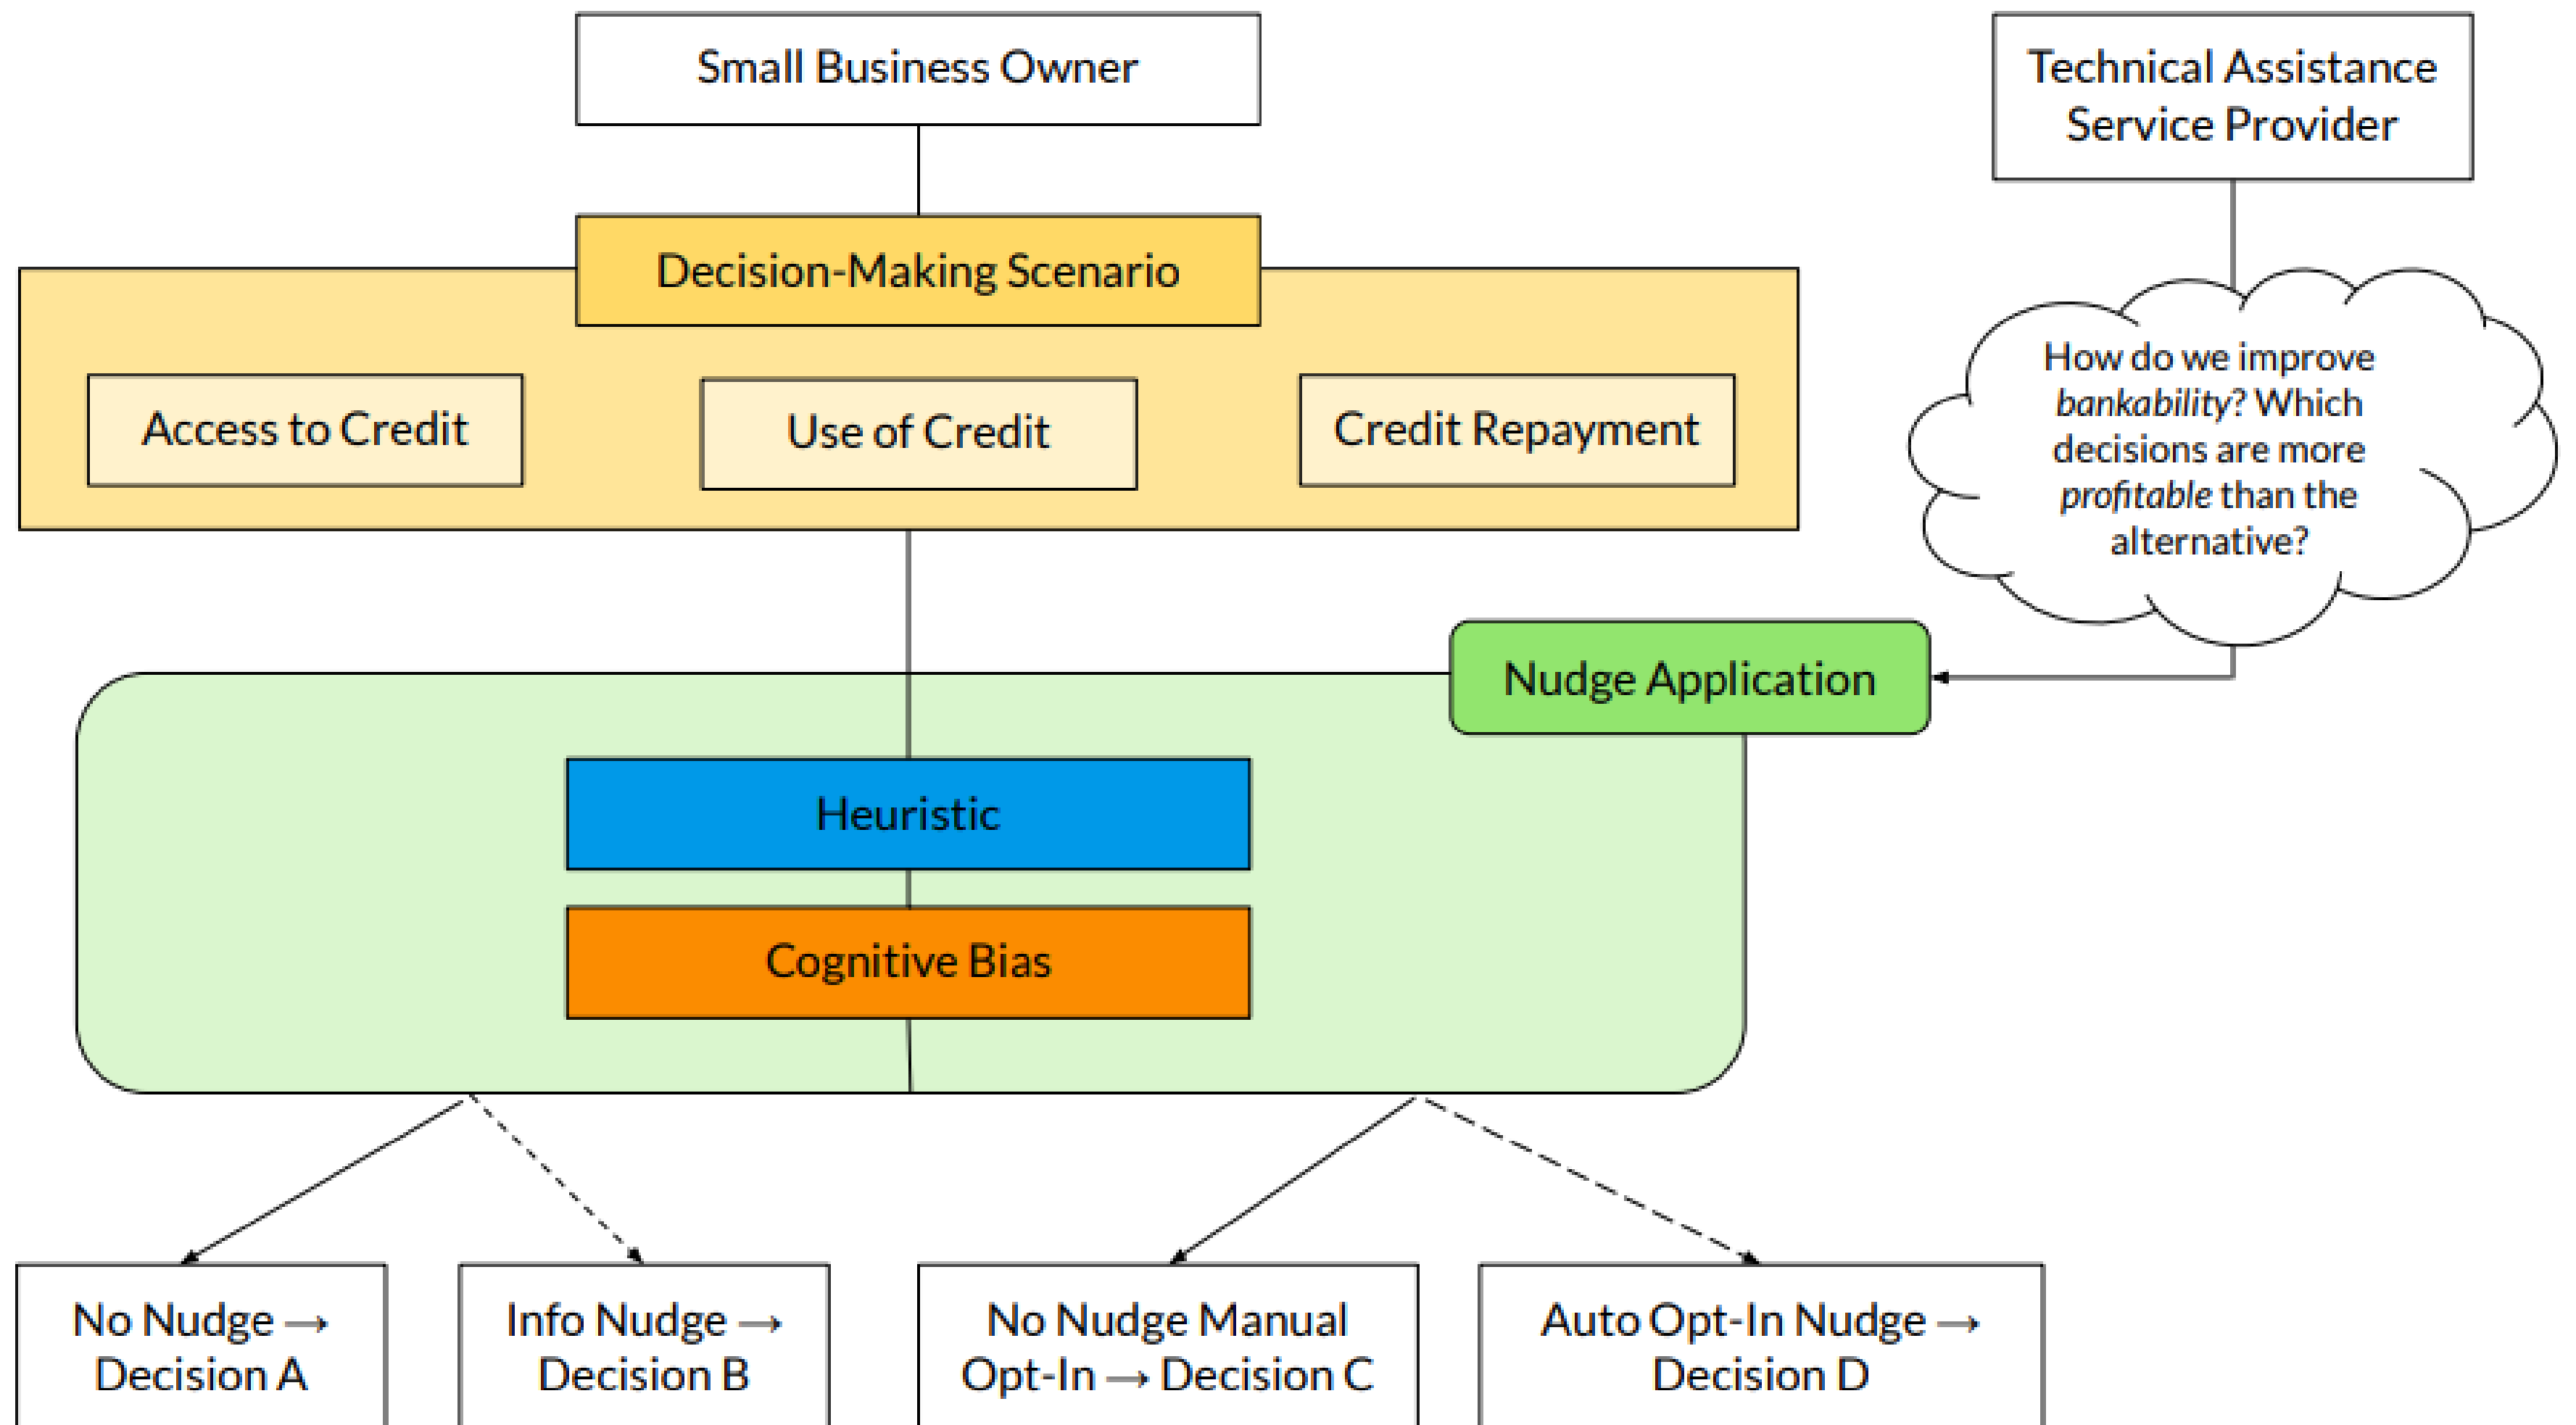 Small Business Owner
Technical Assistance
Service Provider
Decision-Making Scenario
Access to Credit
Use of Credit
Credit Repayment
How do we improve
bankability? Which
decisions are more
profitable than the
alternative?
Nudge Application
Heuristic
Cognitive Bias
No Nudge →
Decision A
Info Nudge →
Decision B
No Nudge Manual
Opt-In → Decision C
Auto Opt-In Nudge →
Decision D